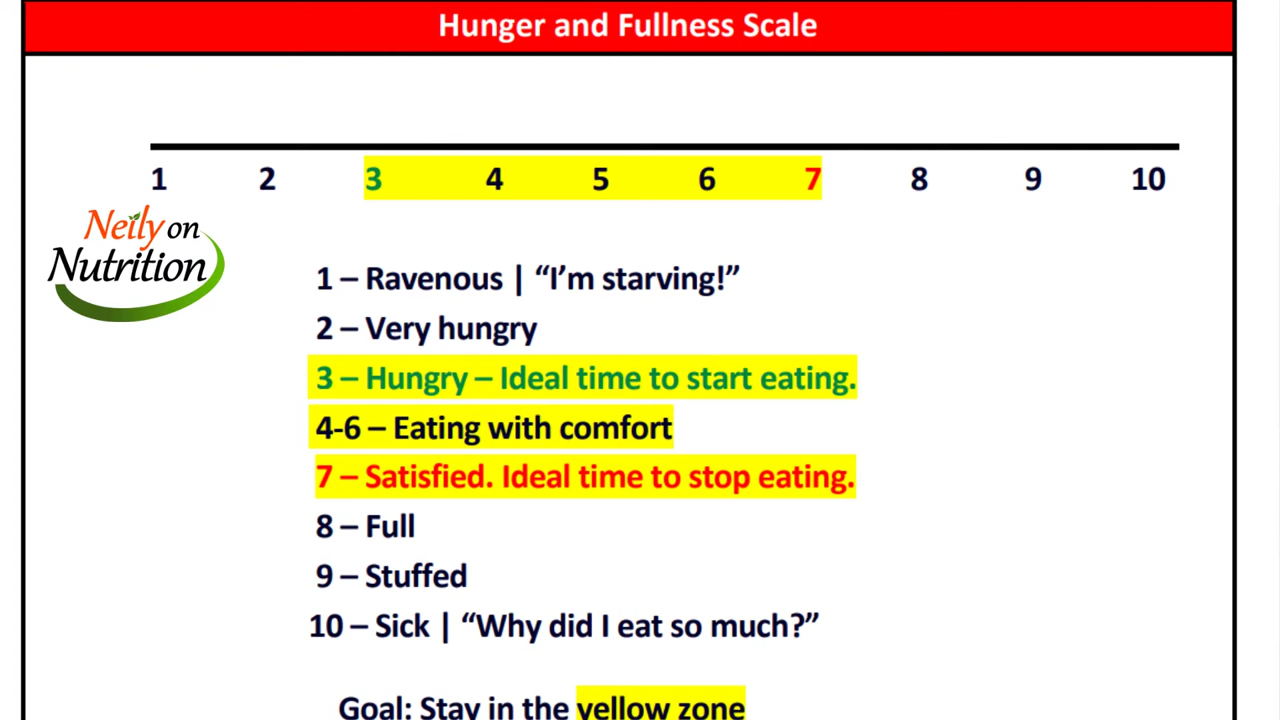 Hunger and Fullness Scale
1 2 3 4 5 6 7 8 9 10
Neily on
Nutrition
1 – Ravenous | “I’m starving!”
2 – Very hungry
3 – Hungry – Ideal time to start eating.
4-6 – Eating with comfort
7 – Satisfied. Ideal time to stop eating.
8 – Full
9 – Stuffed
10 – Sick | “Why did I eat so much?”
Goal: Stay in the yellow zone